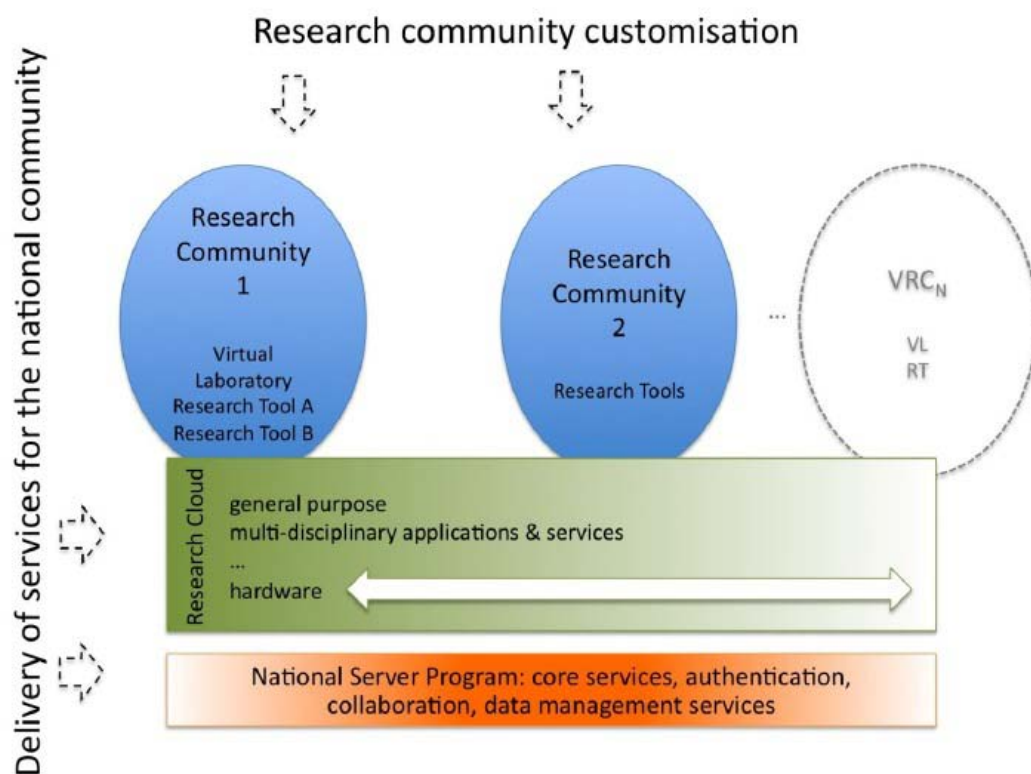 Research community customisation
Delivery of services for the national community
Research
Community
1
Virtual
Laboratory
Research Tool A
Research Tool B
Research
Community
2
Research Tools
...
VRC_N
VL
RT
Research Cloud
general purpose
multi-disciplinary applications & services
...
hardware
National Server Program: core services, authentication,
collaboration, data management services